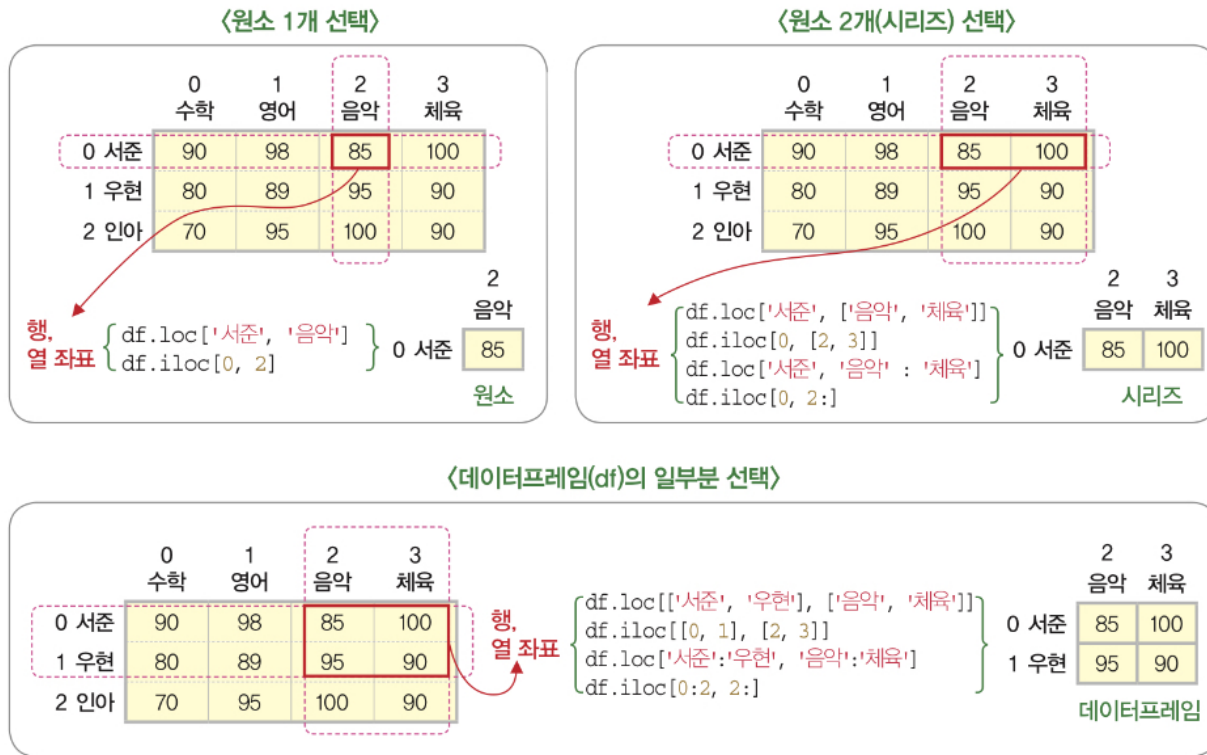 <원소 1개 선택>
0 1 2 3
수학 영어 음악 체육
0 서준 90 98 85 100
1 우현 80 89 95 90
2 인아 70 95 100 90
행,
열 좌표
df.loc['서준', '음악']
df.iloc[0, 2]
2
음악
0 서준 85
원소
<원소 2개(시리즈) 선택>
0 1 2 3
수학 영어 음악 체육
0 서준 90 98 85 100
1 우현 80 89 95 90
2 인아 70 95 100 90
행,
열 좌표
df.loc['서준', ['음악', '체육']]
df.iloc[0, [2, 3]]
df.loc['서준', '음악' : '체육']
df.iloc[0, 2:]
2 3
음악 체육
0 서준 85 100
시리즈
<데이터프레임(df)의 일부분 선택>
0 1 2 3
수학 영어 음악 체육
0 서준 90 98 85 100
1 우현 80 89 95 90
2 인아 70 95 100 90
행,
열 좌표
df.loc[['서준', '우현'], ['음악', '체육']]
df.iloc[[0, 1], [2, 3]]
df.loc['서준':'우현', '음악':'체육']
df.iloc[0:2, 2:]
2 3
음악 체육
0 서준 85 100
1 우현 95 90
데이터프레임